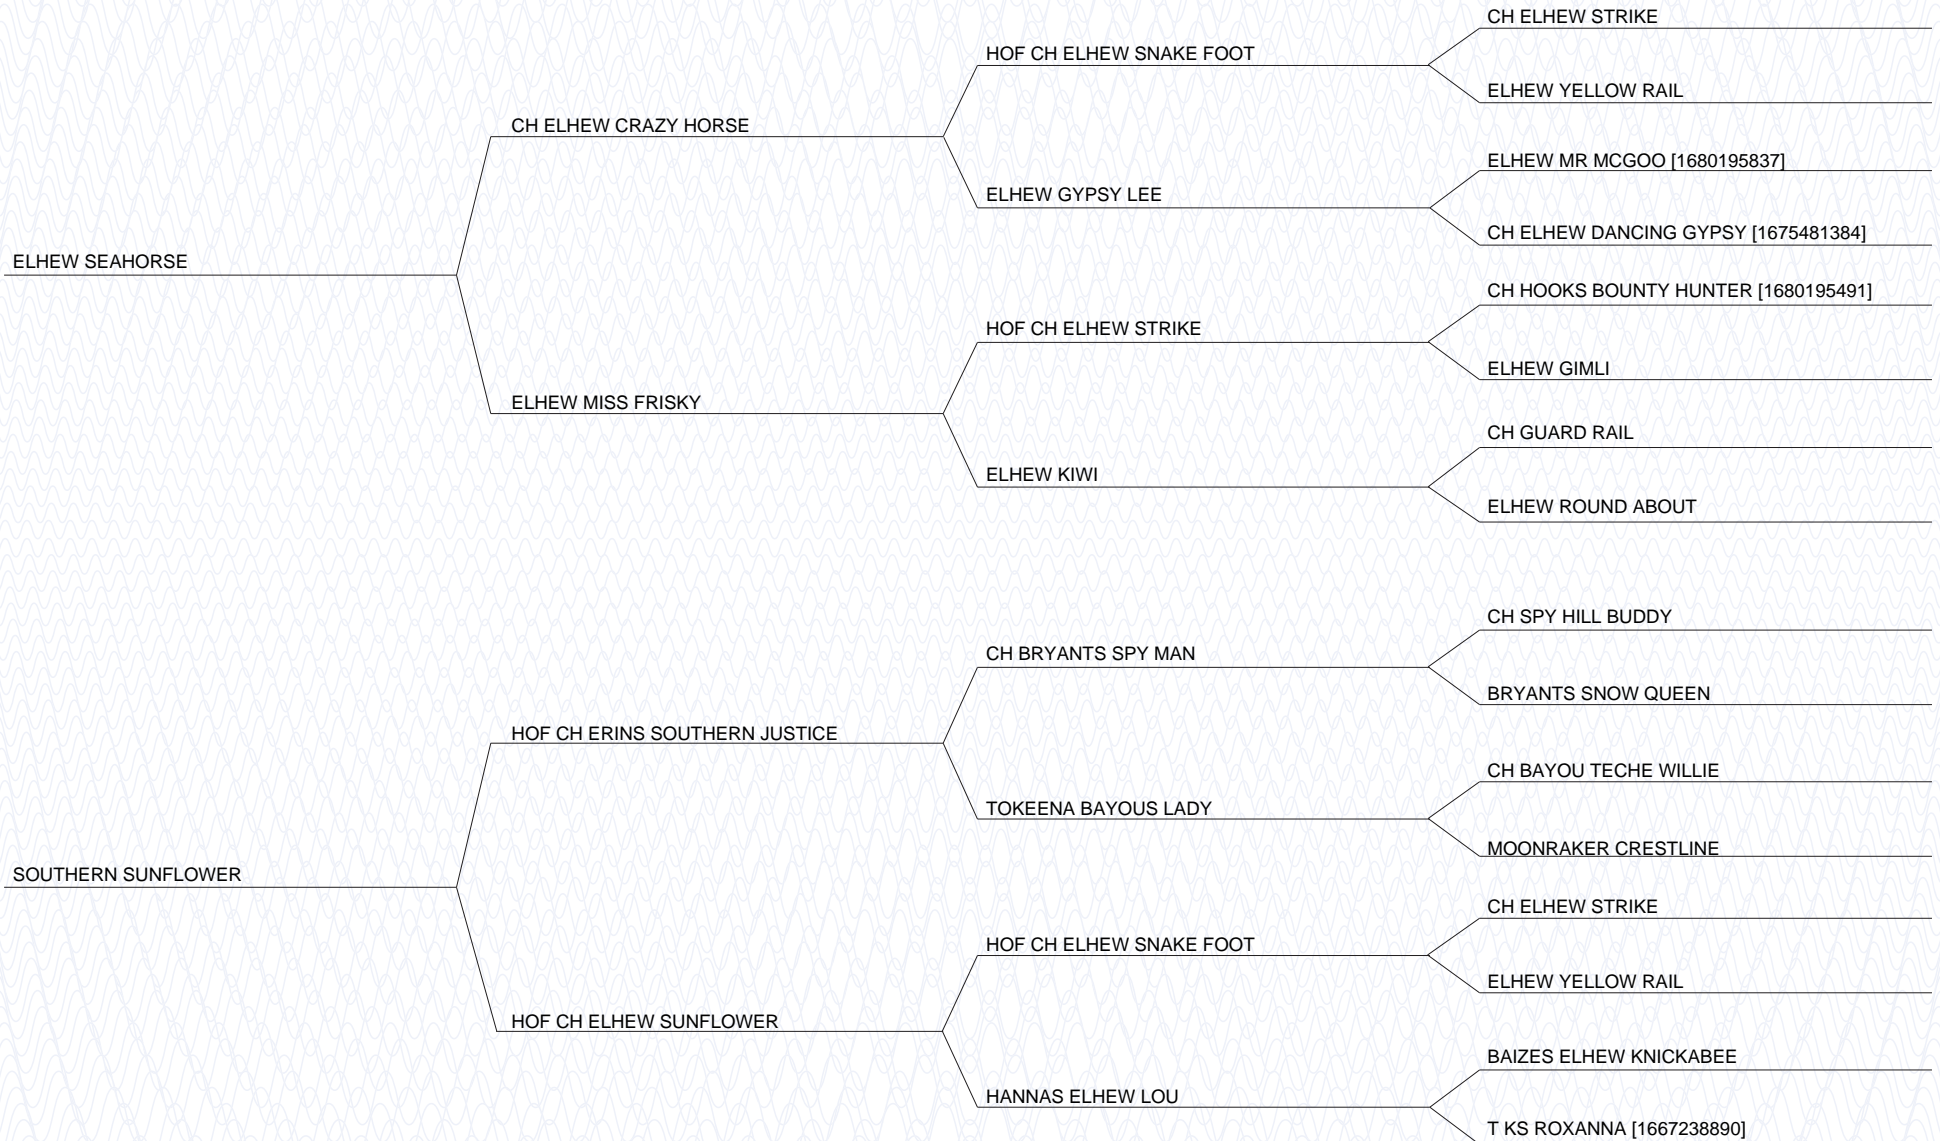 CH ELHEW STRIKE
HOF CH ELHEW SNAKE FOOT
ELHEW YELLOW RAIL
CH ELHEW CRAZY HORSE
ELHEW MR MCGOO [1680195837]
ELHEW GYPSY LEE
CH ELHEW DANCING GYPSY [1675481384]
ELHEW SEAHORSE
CH HOOKS BOUNTY HUNTER [1680195491]
HOF CH ELHEW STRIKE
ELHEW GIMLI
ELHEW MISS FRISKY
CH GUARD RAIL
ELHEW KIWI
ELHEW ROUND ABOUT
CH SPY HILL BUDDY
CH BRYANTS SPY MAN
BRYANTS SNOW QUEEN
HOF CH ERINS SOUTHERN JUSTICE
CH BAYOU TECHE WILLIE
TOKEENA BAYOUS LADY
MOONRAKER CRESTLINE
SOUTHERN SUNFLOWER
CH ELHEW STRIKE
HOF CH ELHEW SNAKE FOOT
ELHEW YELLOW RAIL
HOF CH ELHEW SUNFLOWER
BAIZES ELHEW KNICKABEE
HANNAS ELHEW LOU
T KS ROXANNA [1667238890]